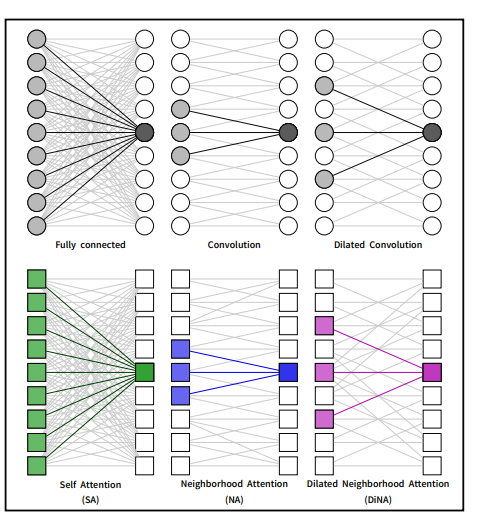 Fully connected
Convolution
Dilated Convolution
Self Attention
(SA)
Neighborhood Attention
(NA)
Dilated Neighborhood Attention
(DiNA)